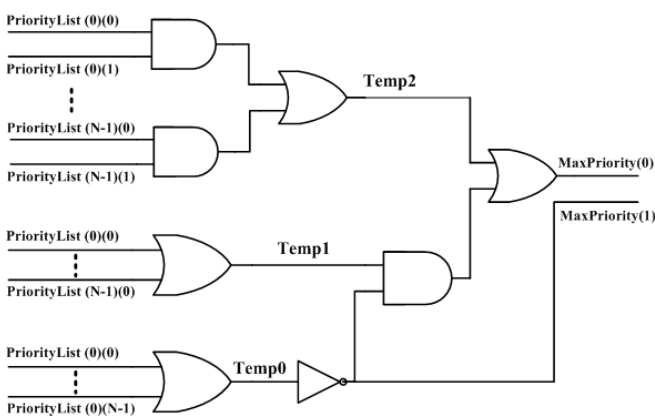 PriorityList (0)(0)
PriorityList (0)(1)
PriorityList (N-1)(0)
PriorityList (N-1)(1)
Temp2
MaxPriority(0)
MaxPriority(1)
PriorityList (0)(0)
PriorityList (N-1)(0)
Temp1
PriorityList (0)(0)
PriorityList (0)(N-1)
Temp0